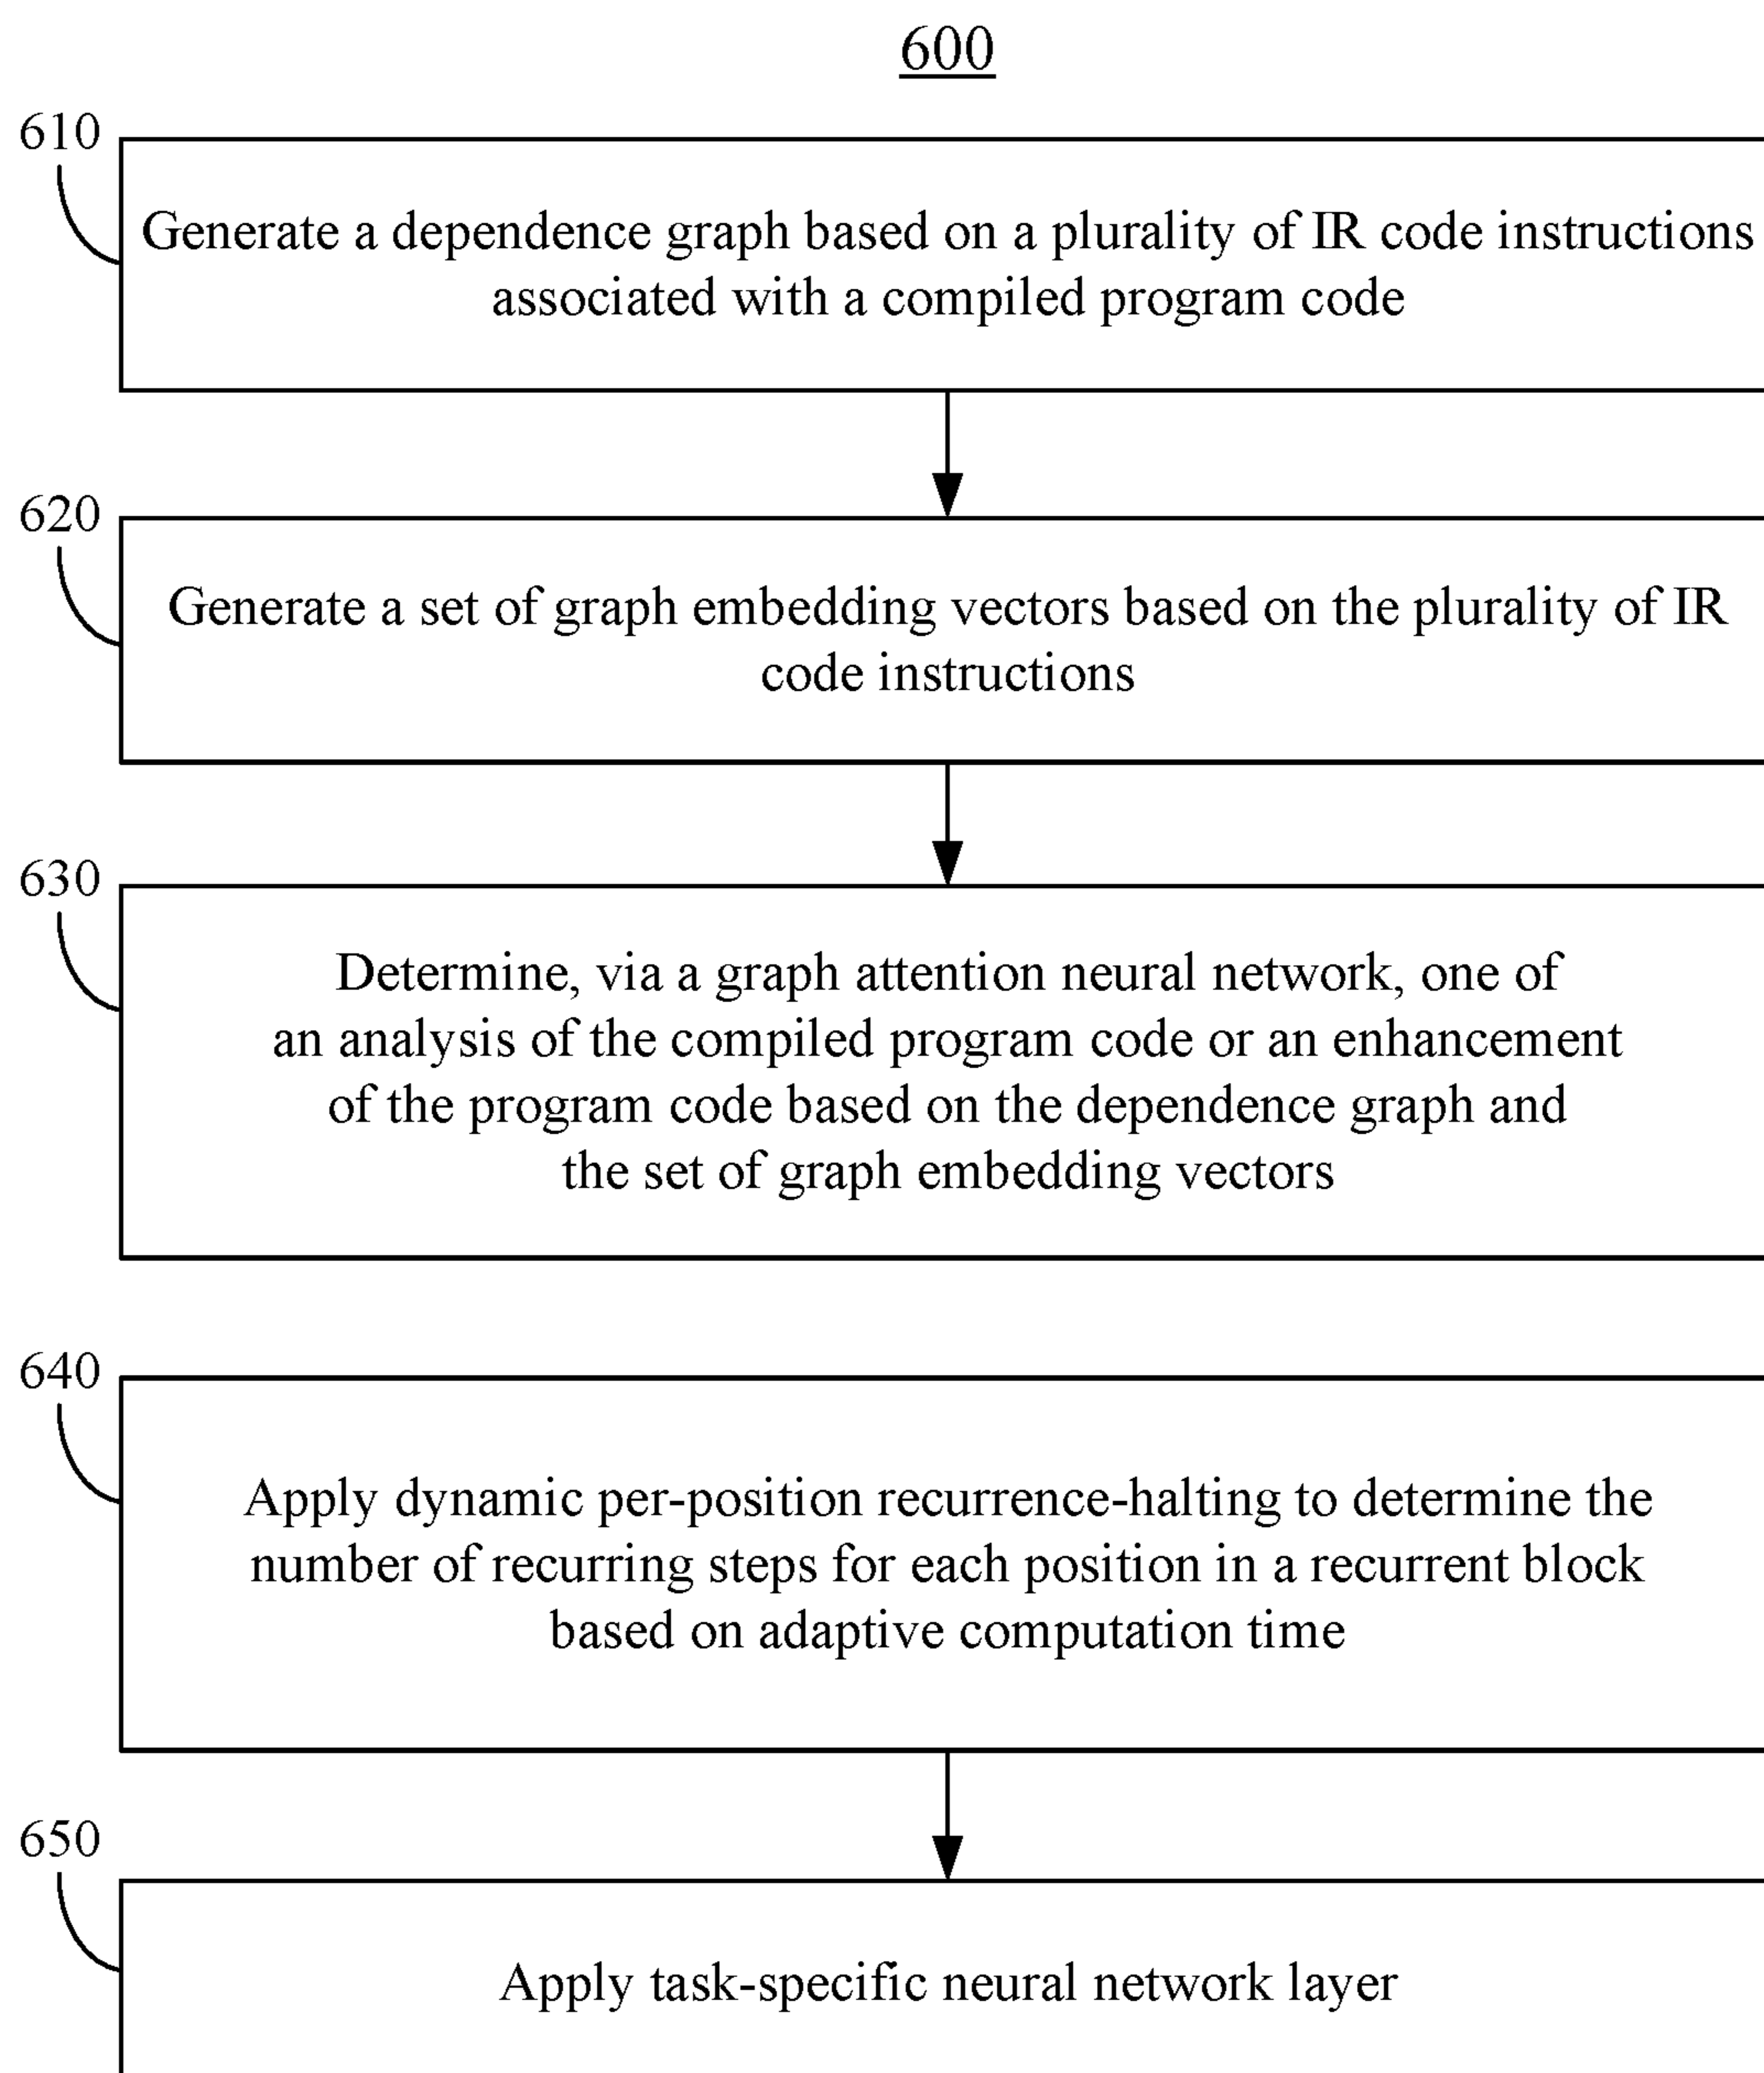 600
610
Generate a dependence graph based on a plurality of IR code instructions
associated with a compiled program code
620
Generate a set of graph embedding vectors based on the plurality of IR
code instructions
630
Determine, via a graph attention neural network, one of
an analysis of the compiled program code or an enhancement
of the program code based on the dependence graph and
the set of graph embedding vectors
640
Apply dynamic per-position recurrence-halting to determine the
number of recurring steps for each position in a recurrent block
based on adaptive computation time
650
Apply task-specific neural network layer